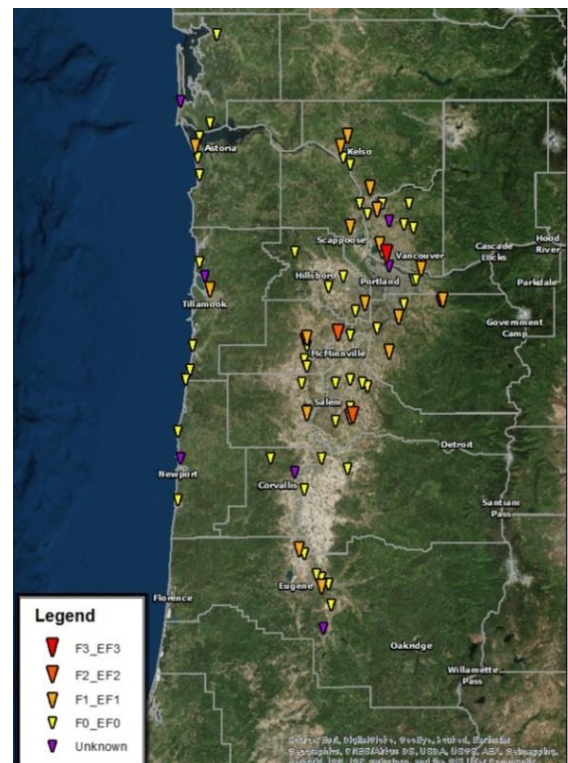 Astoria
Kelso
Scappoose
Vancouver
Cascade
Locks
Hood
River
Hillsboro
Portland
Parkdale
Tillamook
Government
Camp
McMinnville
Salem
Detroit
Newport
Corvallis
Santiam
Pass
Eugene
Florence
Oakridge
Willamette
Pass
Legend
F3_EF3
F2_EF2
F1_EF1
F0_EF0
Unknown